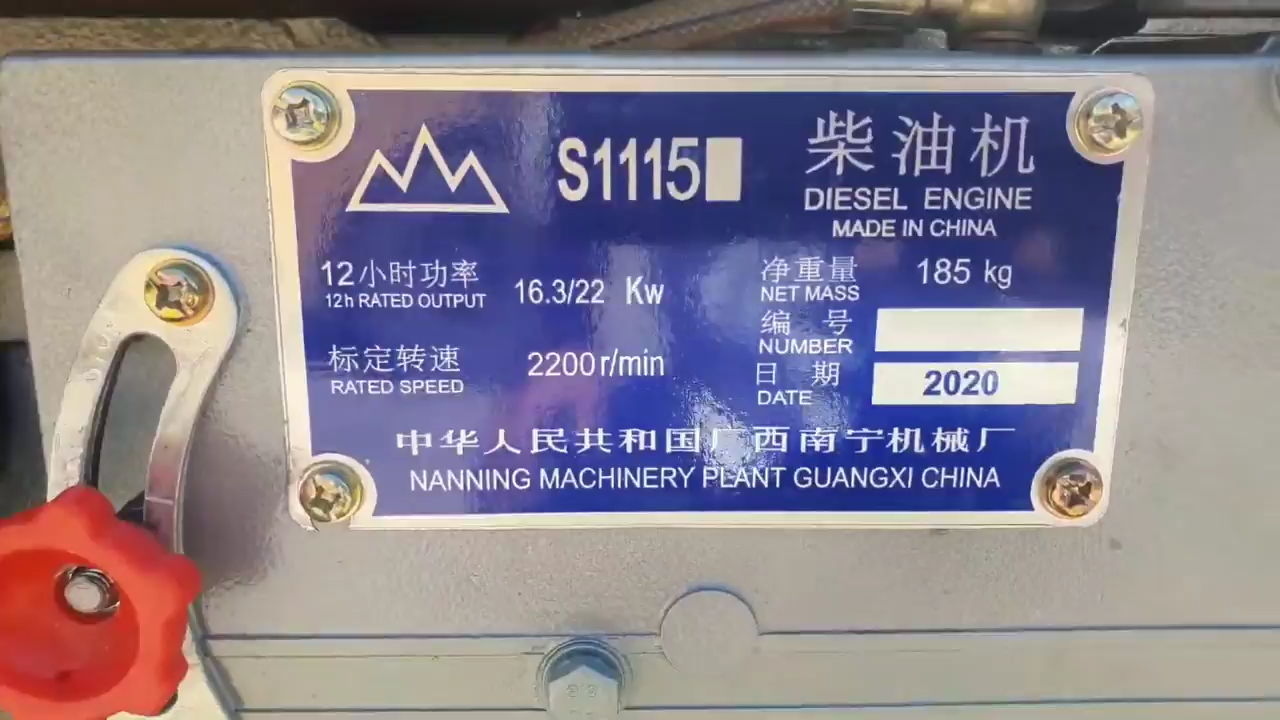 S1115
柴油机
DIESEL ENGINE
MADE IN CHINA
12小时功率
12h RATED OUTPUT
16.3/22 Kw
净重量
NET MASS
185 kg
编号
NUMBER
标定转速
RATED SPEED
2200r/min
日期
DATE
2020
中华人民共和国广西南宁机械厂
NANNING MACHINERY PLANT GUANGXI CHINA